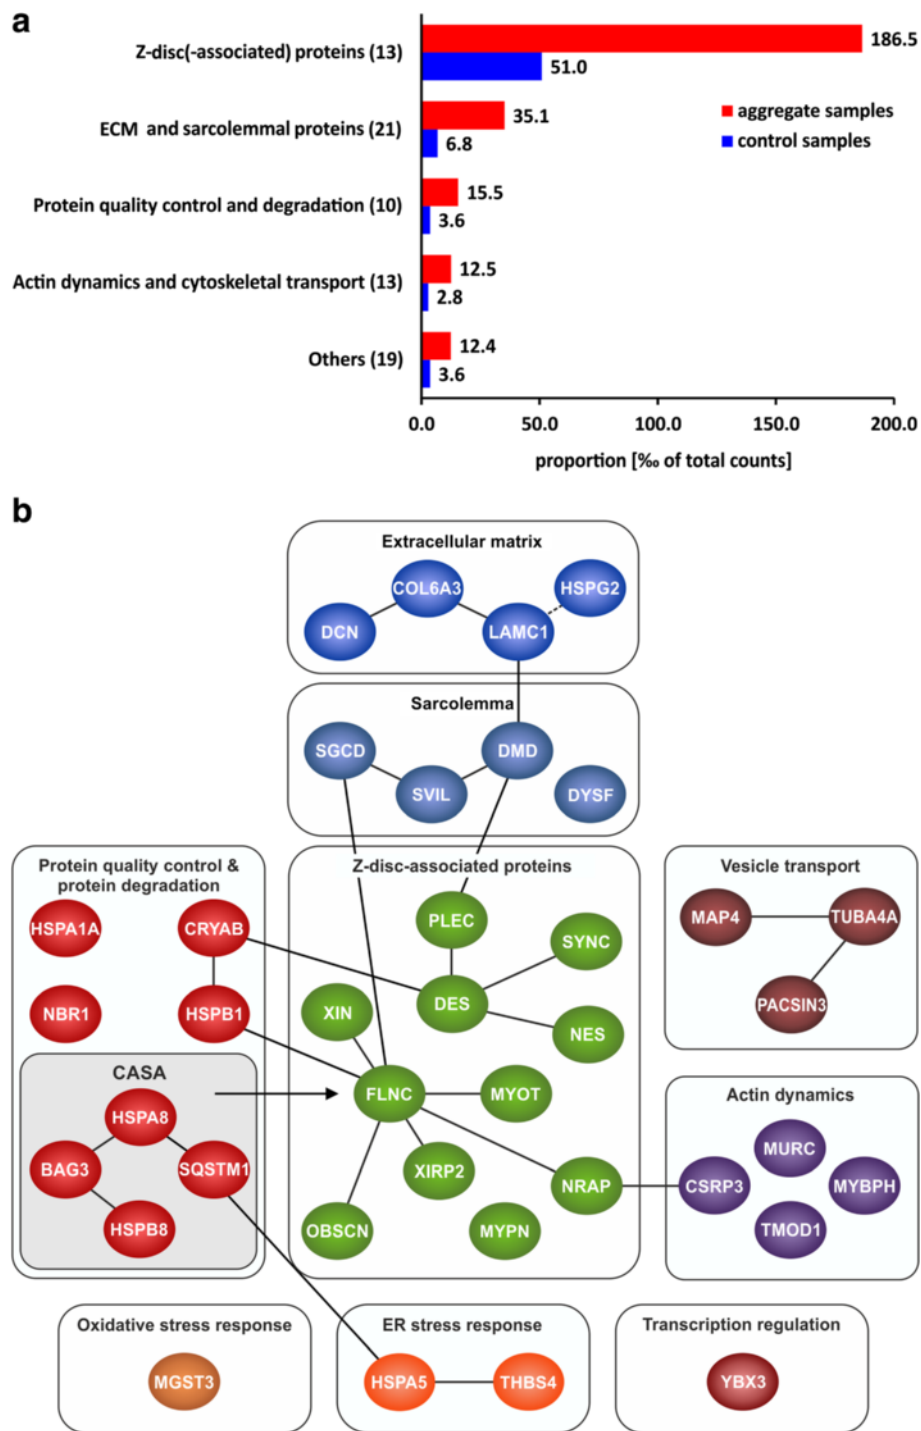 a
Z-disc(-associated) proteins (13)
186.5
51.0
ECM and sarcolemmal proteins (21)
35.1
6.8
aggregate samples
control samples
Protein quality control and degradation (10)
15.5
3.6
Actin dynamics and cytoskeletal transport (13)
12.5
2.8
Others (19)
12.4
3.6
0.0 50.0 100.0 150.0 200.0
proportion [‰ of total counts]
b
Extracellular matrix
COL6A3
HSPG2
DCN
LAMC1
Sarcolemma
SGCD
DMD
SVIL
DYSF
Protein quality control &
protein degradation
HSPA1A
CRYAB
NBR1
HSPB1
CASA
HSPA8
BAG3
SQSTM1
HSPB8
Z-disc-associated proteins
PLEC
SYNC
DES
XIN
NES
FLNC
MYOT
XIRP2
NRAP
OBSCN
MYPN
Vesicle transport
MAP4
TUBA4A
PACSIN3
Actin dynamics
MURC
CSRP3
MYBPH
TMOD1
Oxidative stress response
MGST3
ER stress response
HSPA5
THBS4
Transcription regulation
YBX3